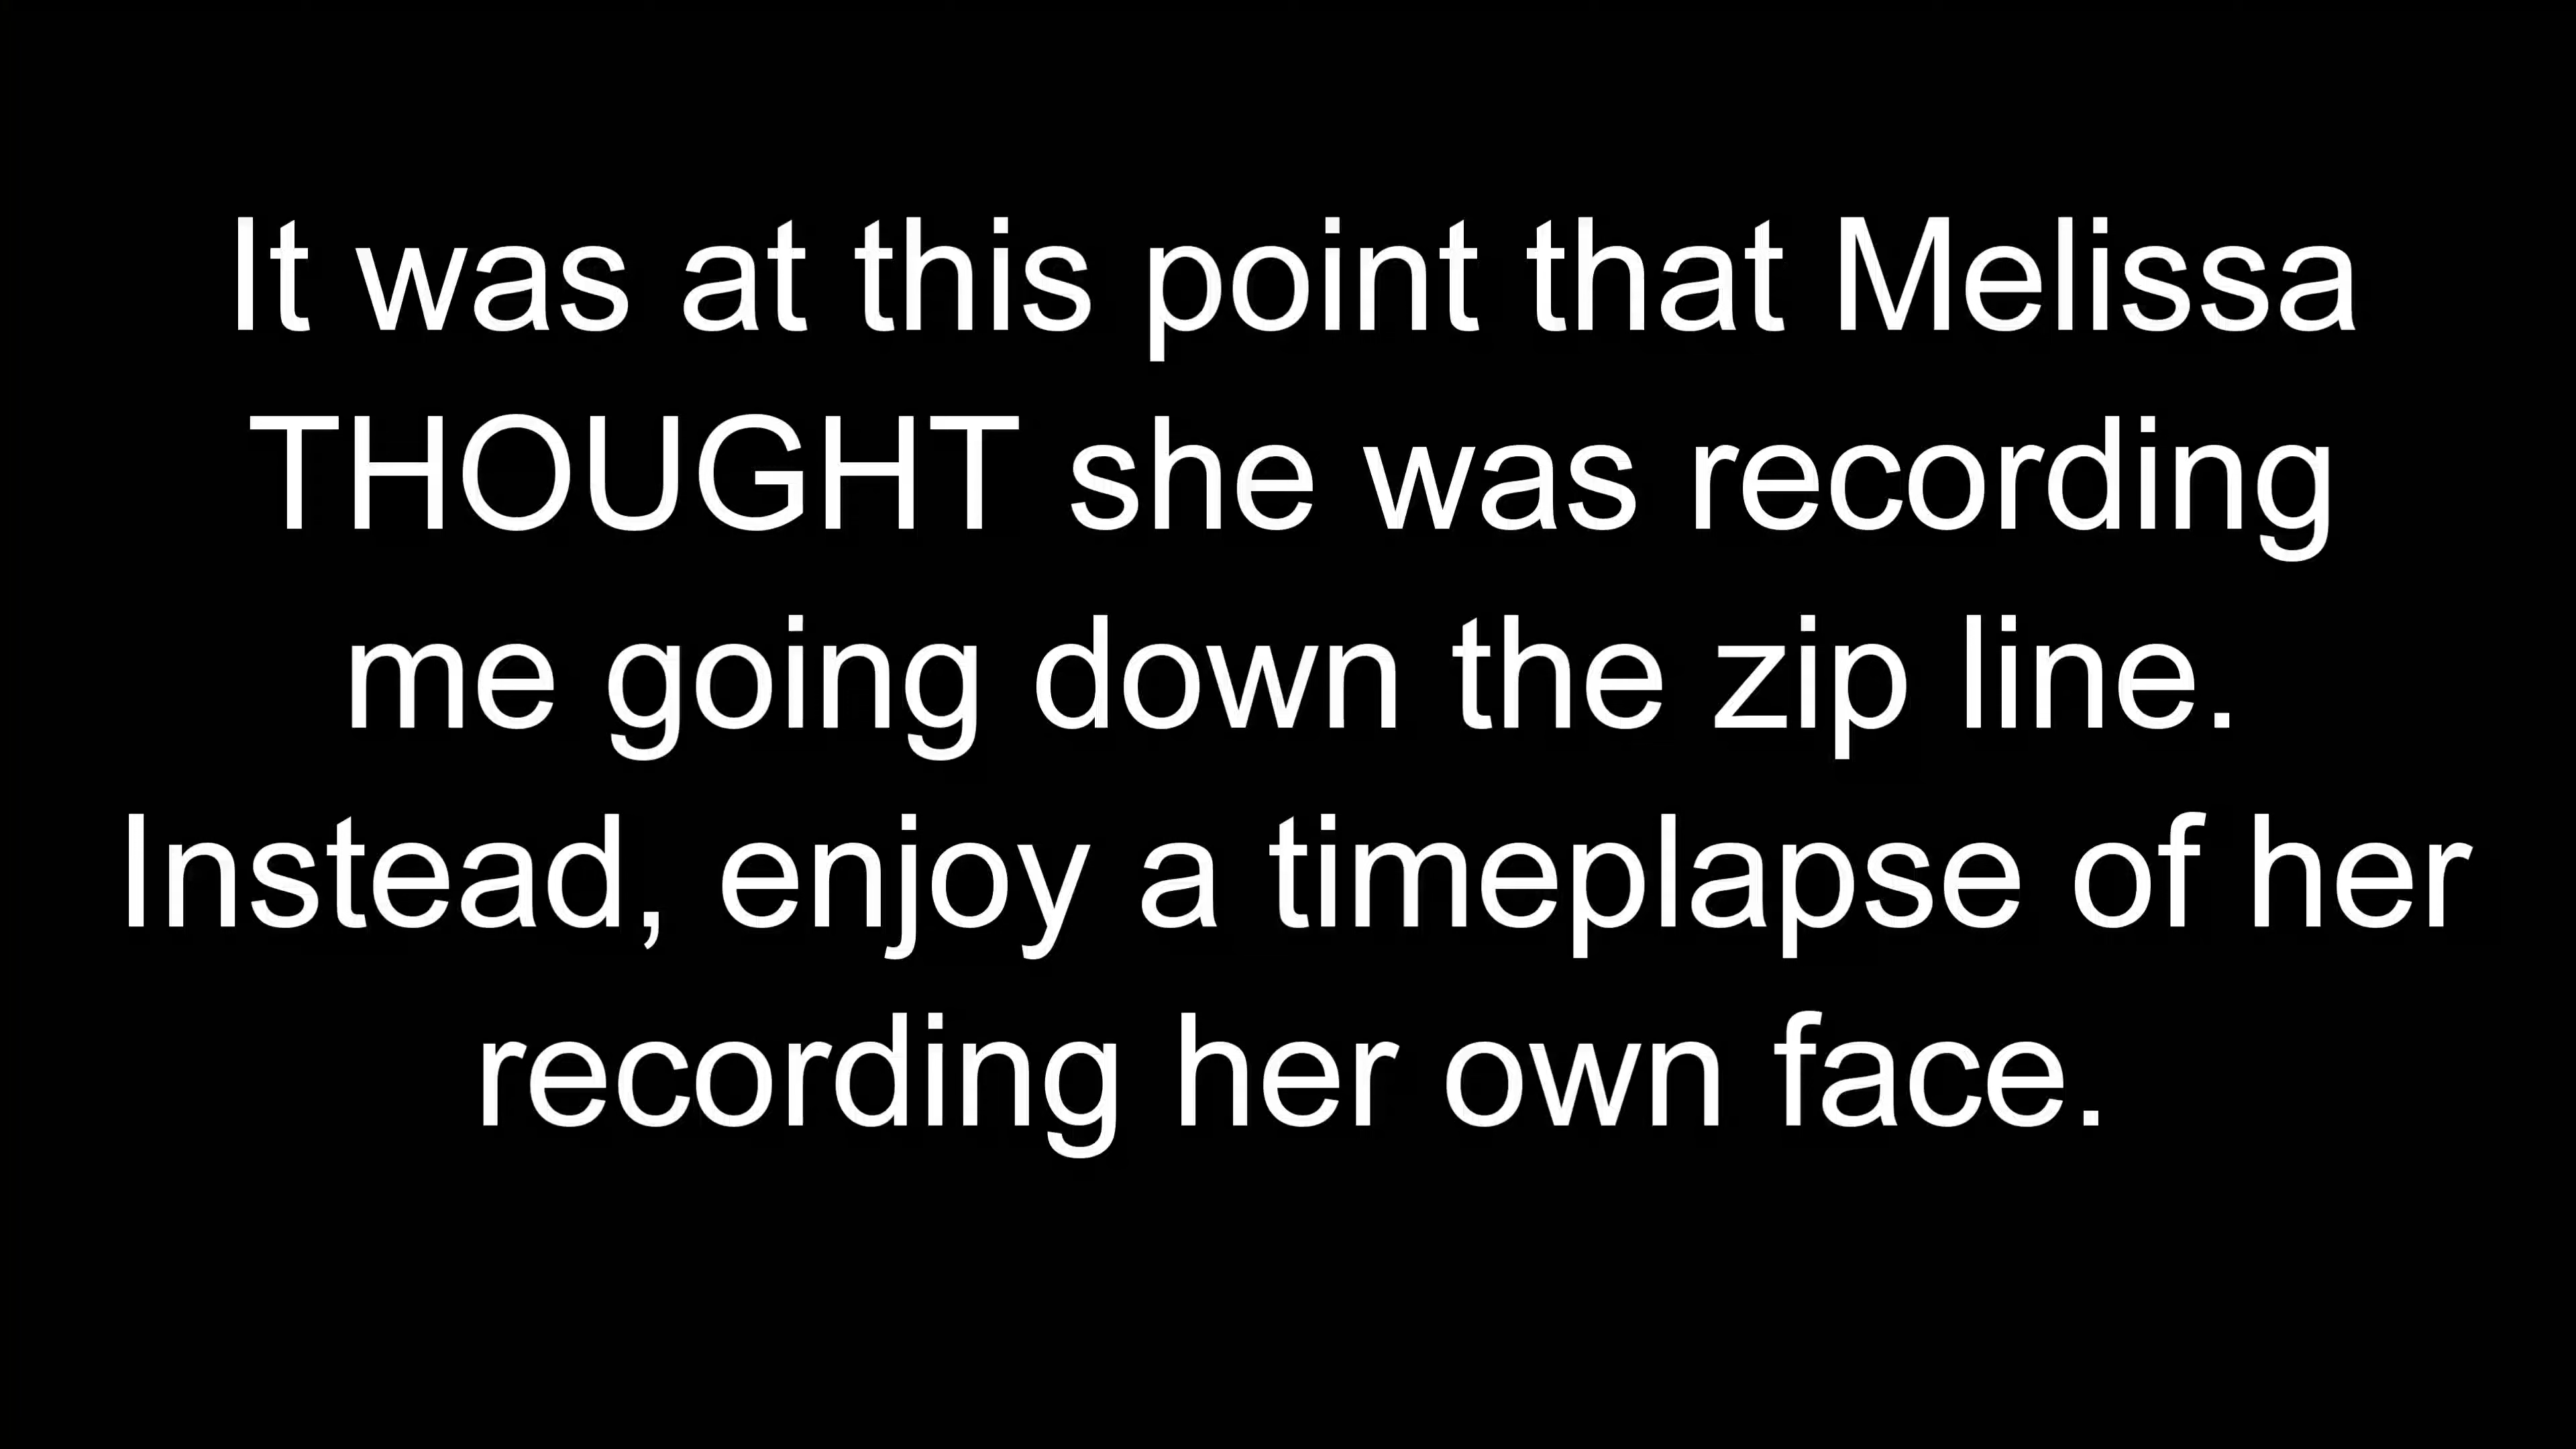 It was at this point that Melissa
THOUGHT she was recording
me going down the zip line.
Instead, enjoy a timeplapse of her
recording her own face.